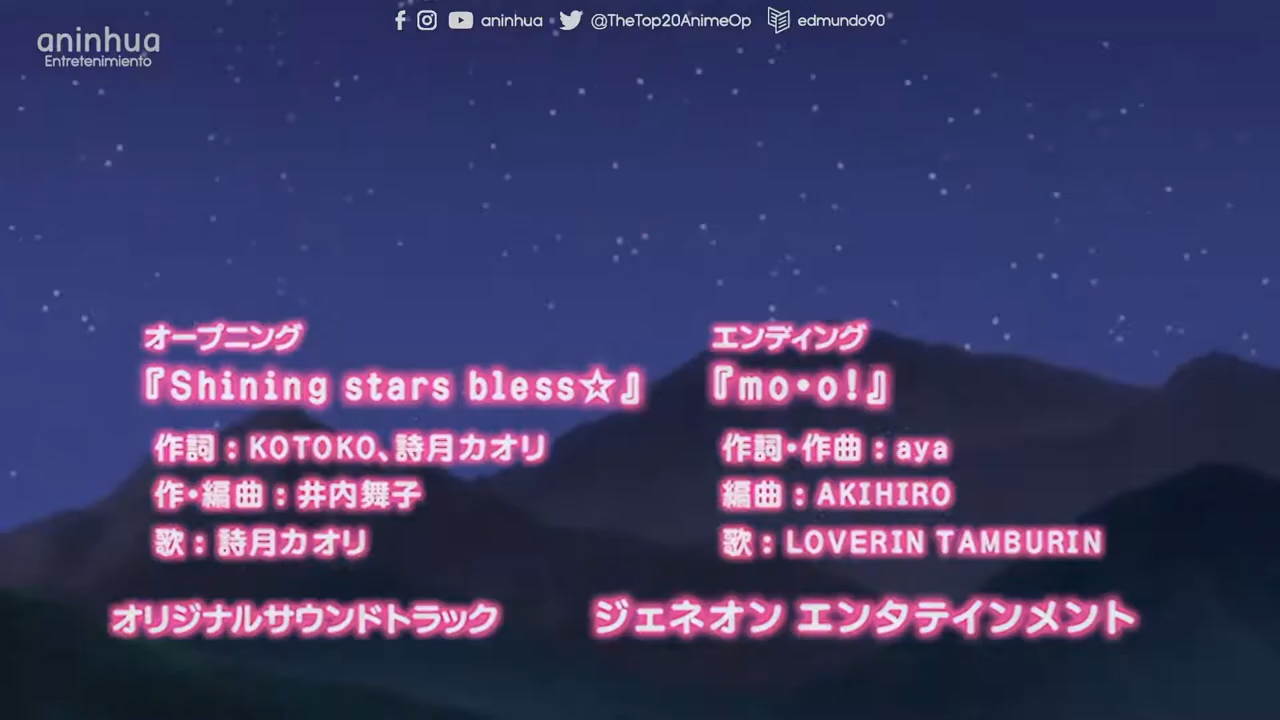 aninhua @TheTop20AnimeOp edmundo90
aninhua
Entretenimiento
オープニング
『Shining stars bless☆』
作詞：KOTOKO、詩月カオリ
作・編曲：井内舞子
歌：詩月カオリ
エンディング
『mo・o!』
作詞・作曲：aya
編曲：AKIHIRO
歌：LOVERIN TAMBURIN
オリジナルサウンドトラック
ジェネオン エンタテインメント